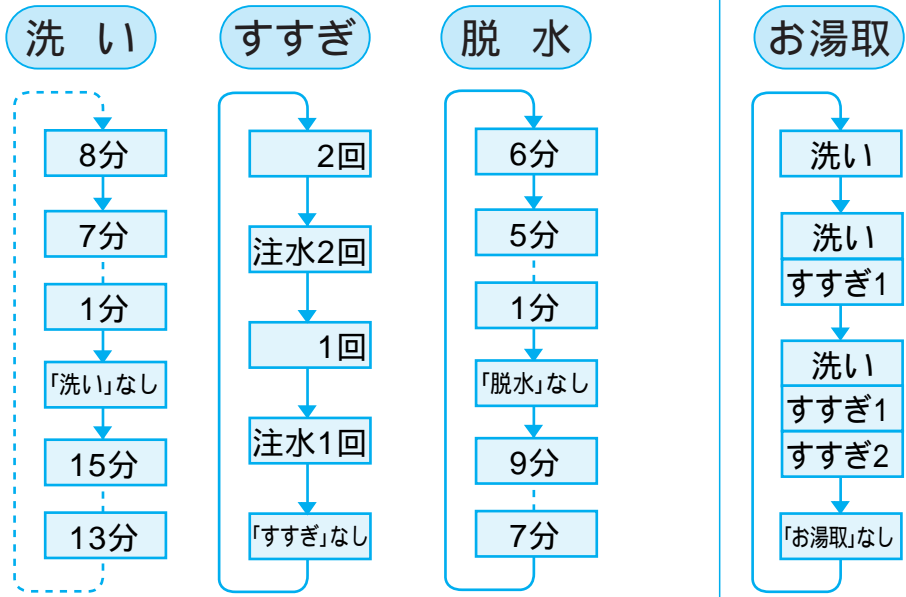 洗い
8分
7分
1分
「洗い」なし
15分
13分
すすぎ
2回
注水2回
1回
注水1回
「すすぎ」なし
脱水
6分
5分
1分
「脱水」なし
9分
7分
お湯取
洗い
洗い
すすぎ1
洗い
すすぎ1
すすぎ2
「お湯取」なし